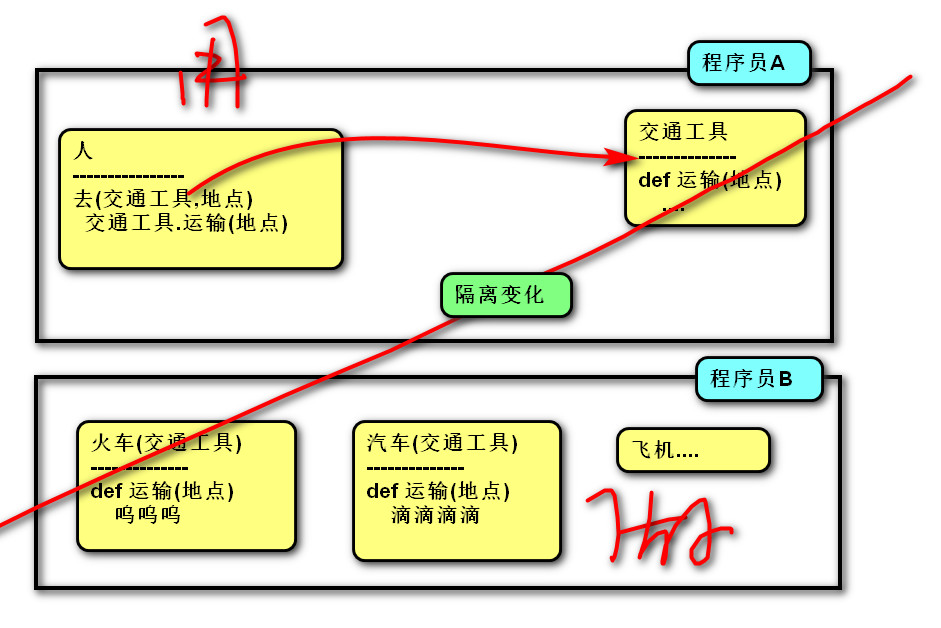 用
程序员A
人
----------------
去(交通工具,地点)
交通工具.运输(地点)
交通工具
--------------
def 运输(地点)
....
隔离变化
程序员B
火车(交通工具)
--------------
def 运输(地点)
呜呜呜
汽车(交通工具)
--------------
def 运输(地点)
滴滴滴滴
飞机....